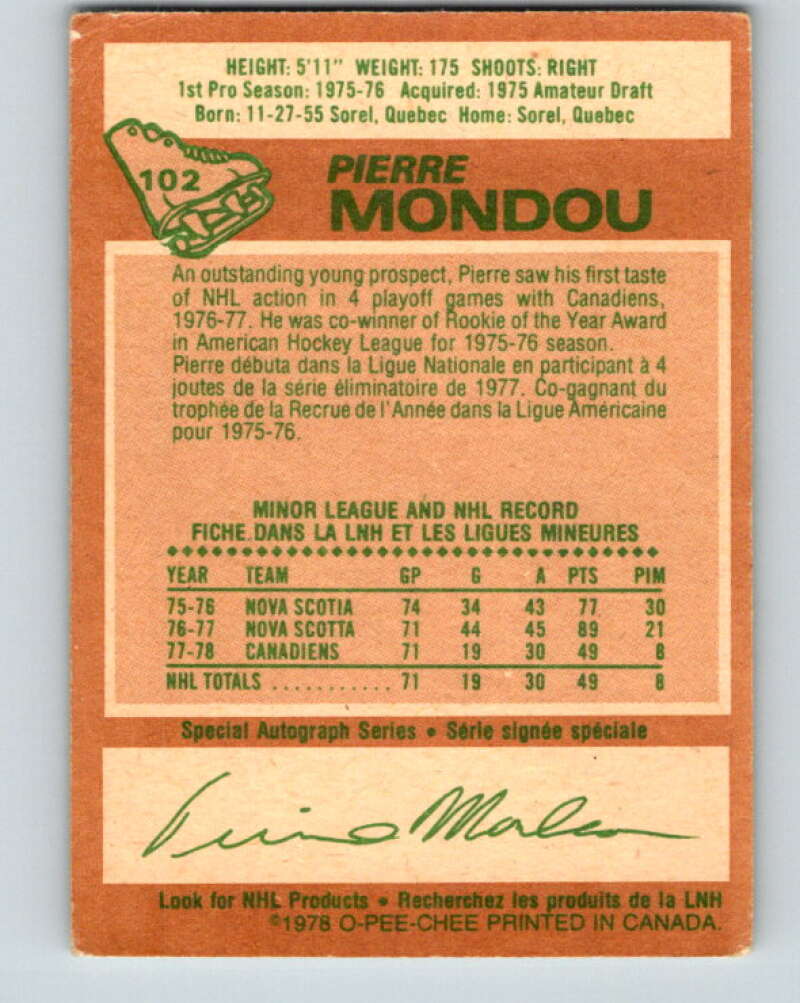 HEIGHT: 5'11" WEIGHT: 175 SHOOTS: RIGHT
1st Pro Season: 1975-76 Acquired: 1975 Amateur Draft
Born: 11-27-55 Sorel, Quebec Home: Sorel, Quebec
102
PIERRE
MONDOU
An outstanding young prospect, Pierre saw his first taste
of NHL action in 4 playoff games with Canadiens,
1976-77. He was co-winner of Rookie of the Year Award
in American Hockey League for 1975-76 season.
Pierre débuta dans la Ligue Nationale en participant à 4
joutes de la série éliminatoire de 1977. Co-gagnant du
trophée de la Recrue de l'Année dans la Ligue Américaine
pour 1975-76.
MINOR LEAGUE AND NHL RECORD
FICHE DANS LA LNH ET LES LIGUES MINEURES
YEAR TEAM GP G A PTS PIM
75-76 NOVA SCOTIA 74 34 43 77 30
76-77 NOVA SCOTTA 71 44 45 89 21
77-78 CANADIENS 71 19 30 49 8
NHL TOTALS ............ 71 19 30 49 8
Special Autograph Series • Série signée spéciale
Pierre Mondou
Look for NHL Products • Recherchez les produits de la LNH
©1978 O-PEE-CHEE PRINTED IN CANADA.